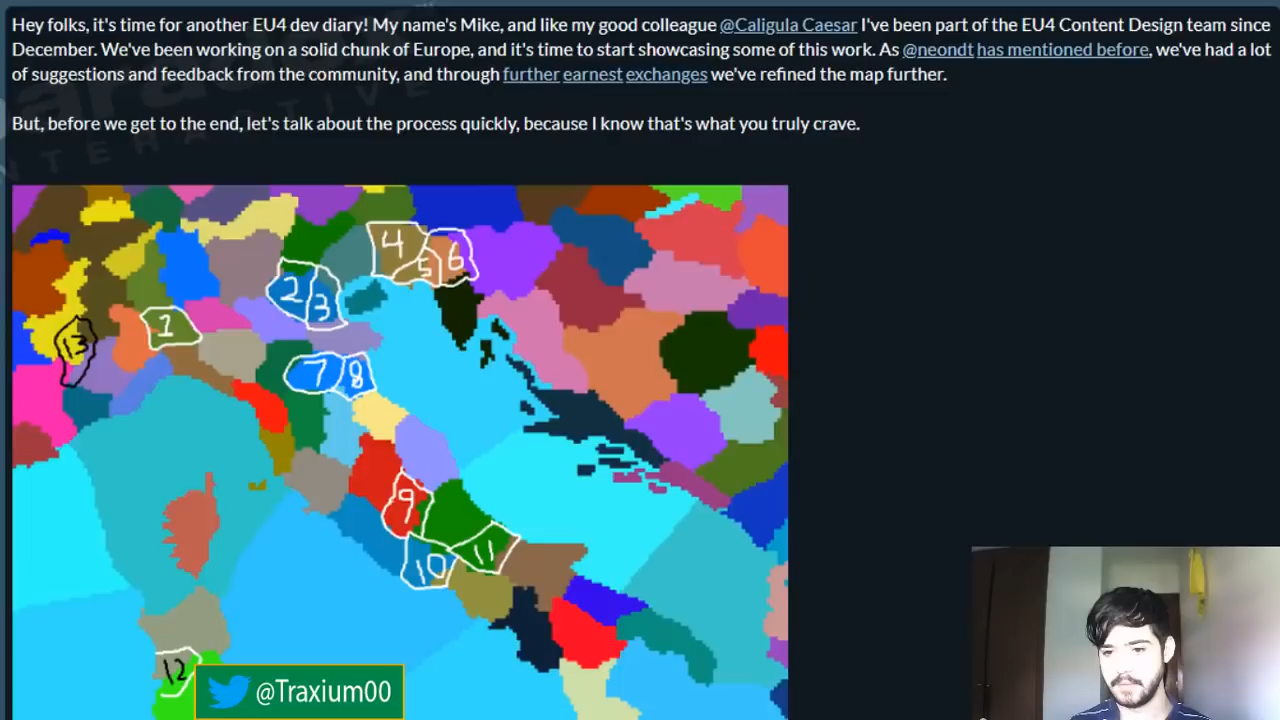 Hey folks, it's time for another EU4 dev diary! My name's Mike, and like my good colleague @Caligula Caesar I've been part of the EU4 Content Design team since
December. We've been working on a solid chunk of Europe, and it's time to start showcasing some of this work. As @neondt has mentioned before, we've had a lot
of suggestions and feedback from the community, and through further earnest exchanges we've refined the map further.
But, before we get to the end, let's talk about the process quickly, because I know that's what you truly crave.
4
5
6
2
3
1
13
7
8
9
10
11
12
@Traxium00